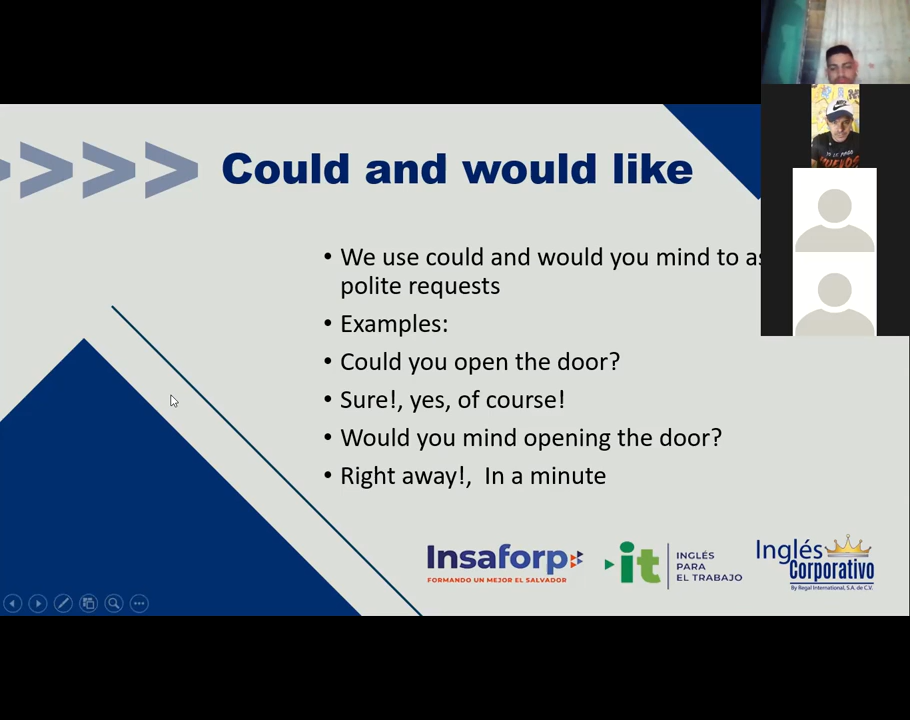 Could and would like
• We use could and would you mind to
polite requests
• Examples:
• Could you open the door?
• Sure!, yes, of course!
• Would you mind opening the door?
• Right away!, In a minute
Insaforp
FORMANDO UN MEJOR EL SALVADOR
it
INGLÉS
PARA
EL TRABAJO
Inglés
Corporativo
By Regal International, S.A. de C.V.